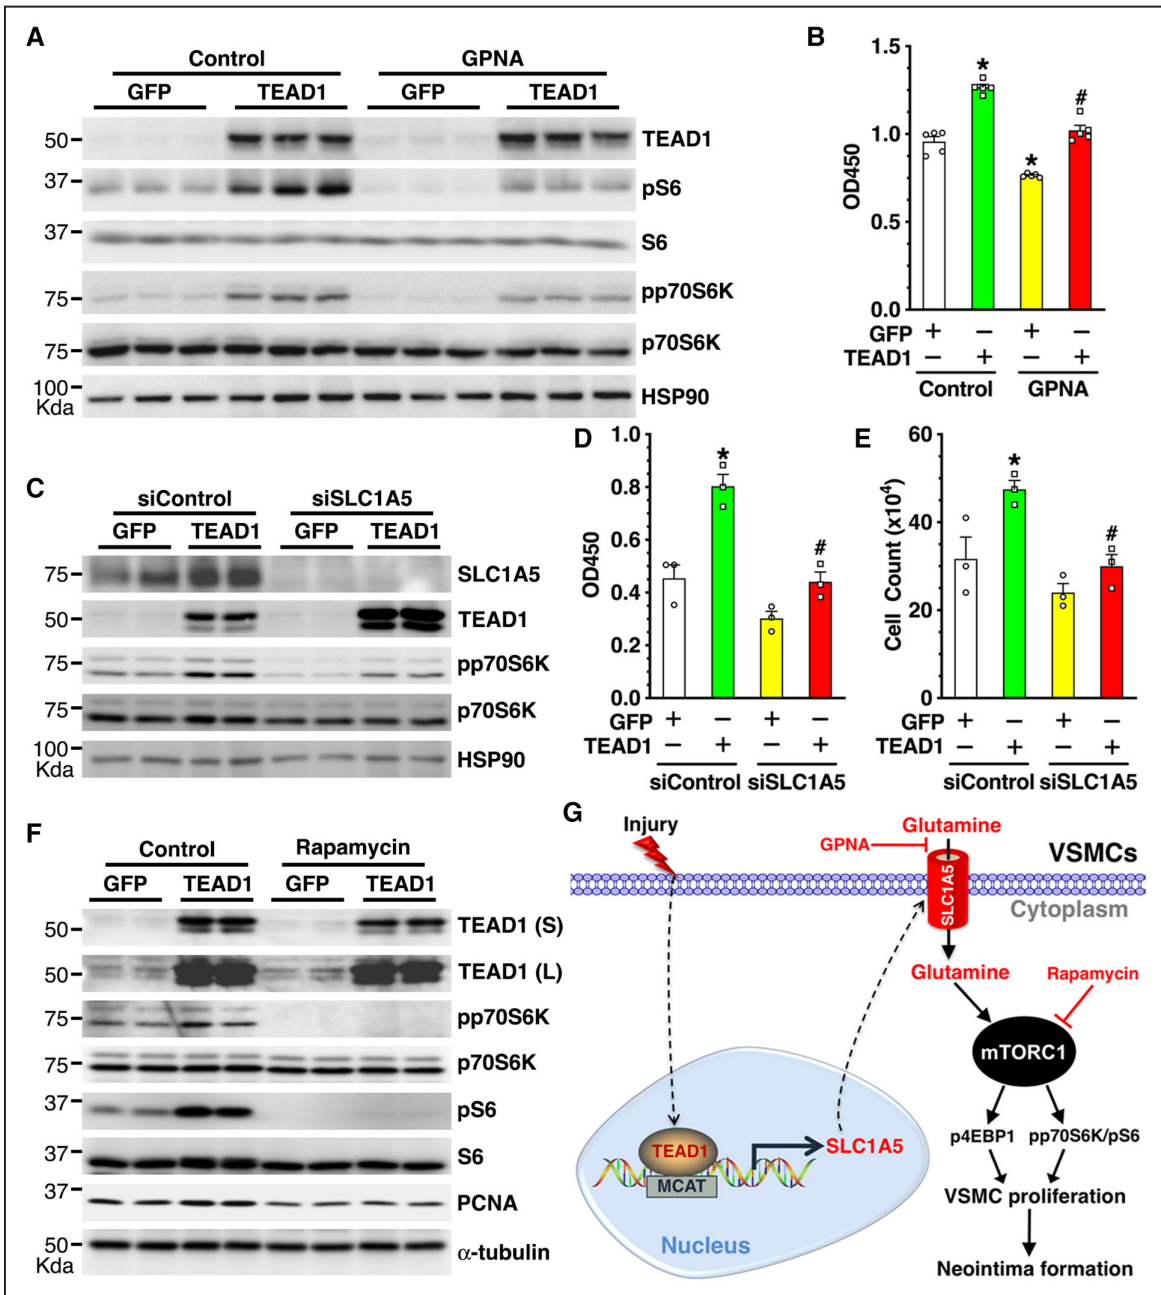 A
Control GPNA
GFP TEAD1 GFP TEAD1
50 TEAD1
37 pS6
37 S6
75 pp70S6K
75 p70S6K
100 HSP90
Kda
B
1.5
1.0
0.5
0.0
OD450
* * #
GFP + − + −
TEAD1 − + − +
Control GPNA
C
siControl siSLC1A5
GFP TEAD1 GFP TEAD1
75 SLC1A5
50 TEAD1
75 pp70S6K
75 p70S6K
100 HSP90
Kda
D
1.0
0.8
0.6
0.4
0.2
0.0
OD450
* #
GFP + − + −
TEAD1 − + − +
siControl siSLC1A5
E
60
40
20
0
Cell Count (x10⁴)
* #
GFP + − + −
TEAD1 − + − +
siControl siSLC1A5
F
Control Rapamycin
GFP TEAD1 GFP TEAD1
50 TEAD1 (S)
50 TEAD1 (L)
75 pp70S6K
75 p70S6K
37 pS6
37 S6
37 PCNA
50 α-tubulin
Kda
G
Injury
Glutamine
GPNA
VSMCs
SLC1A5
Cytoplasm
Glutamine
Rapamycin
mTORC1
p4EBP1 pp70S6K/pS6
TEAD1
MCAT
SLC1A5
Nucleus
VSMC proliferation
Neointima formation